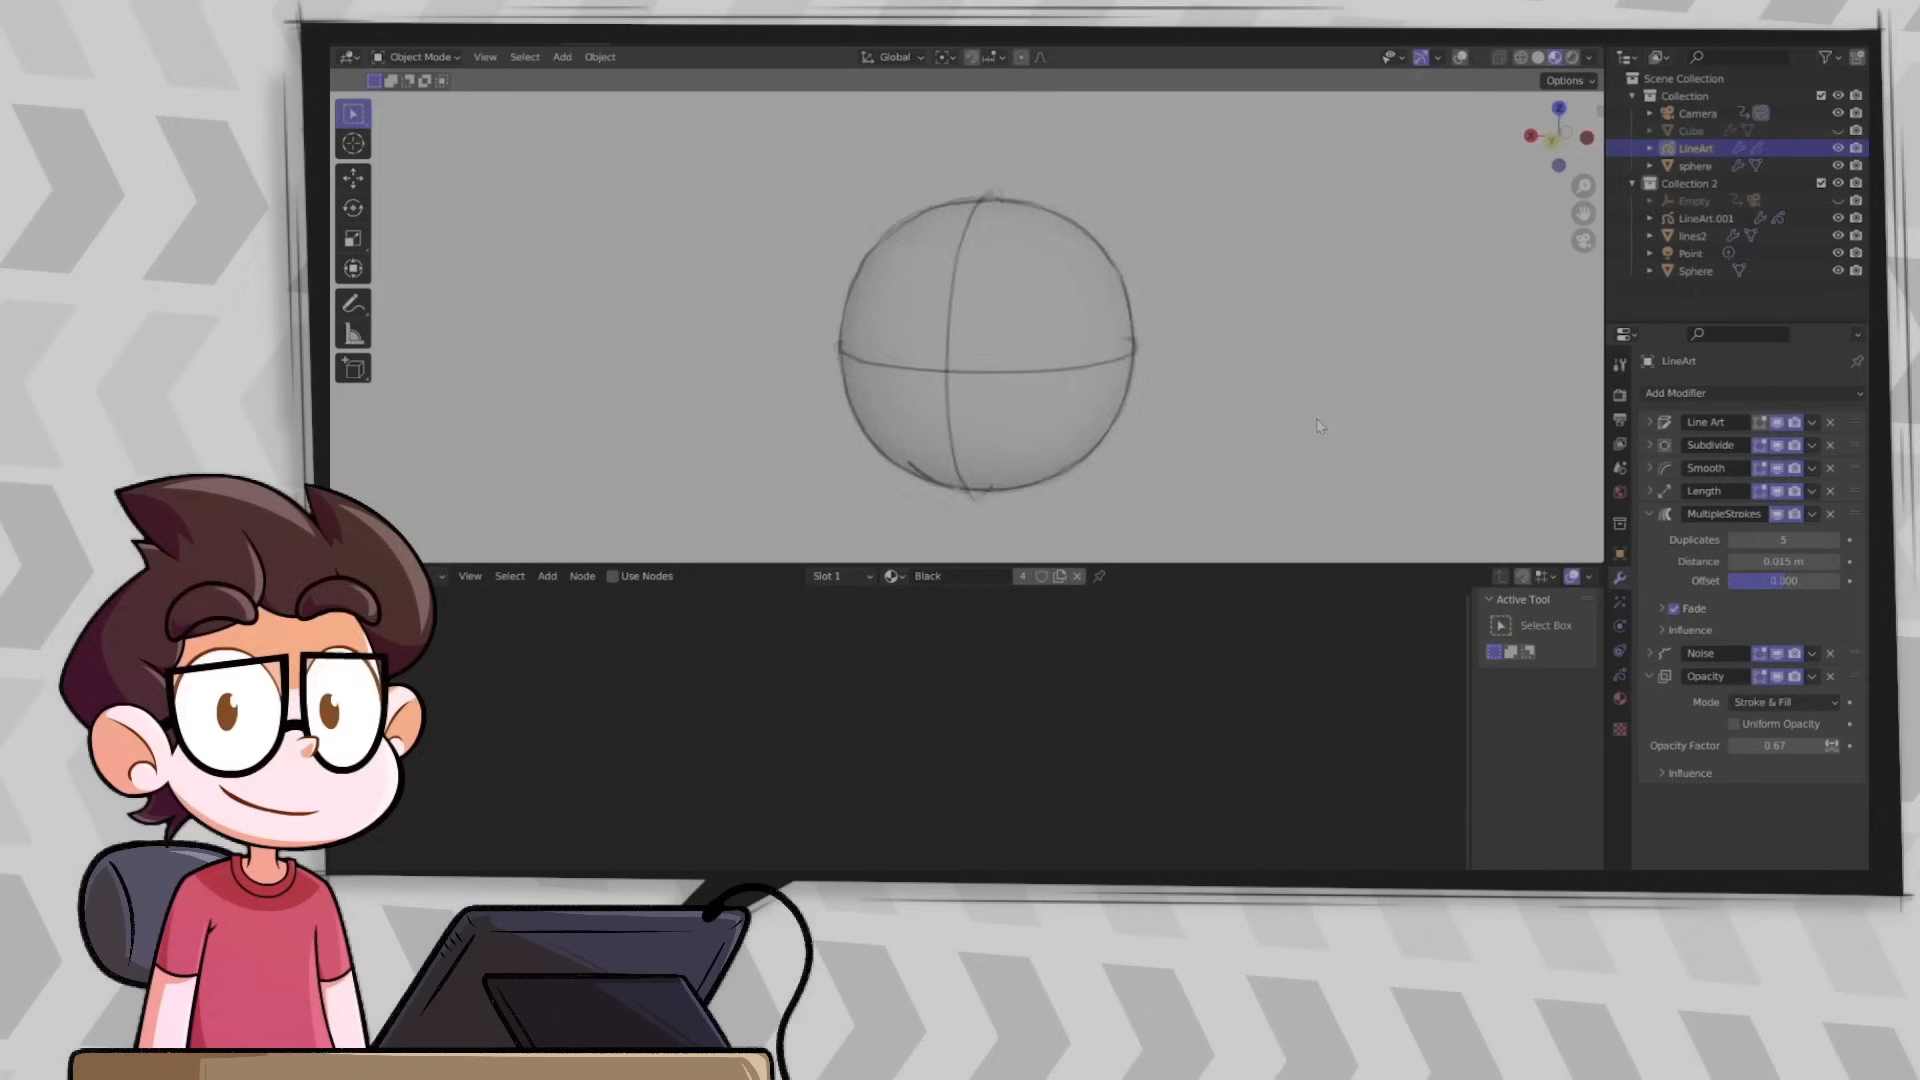 Object Mode View Select Add Object Global
Options
Scene Collection
Collection
Camera
Cube
LineArt
sphere
Collection 2
Empty
LineArt.001
lines2
Point
Sphere
X
Y
Z
LineArt
Add Modifier
Line Art
Subdivide
Smooth
Length
MultipleStrokes
Duplicates 5
Distance 0.015 m
Offset 0.000
Fade
Influence
Noise
Opacity
Mode Stroke & Fill
Uniform Opacity
Opacity Factor 0.67
Influence
View Select Add Node Use Nodes Slot 1 Black 4
Active Tool
Select Box